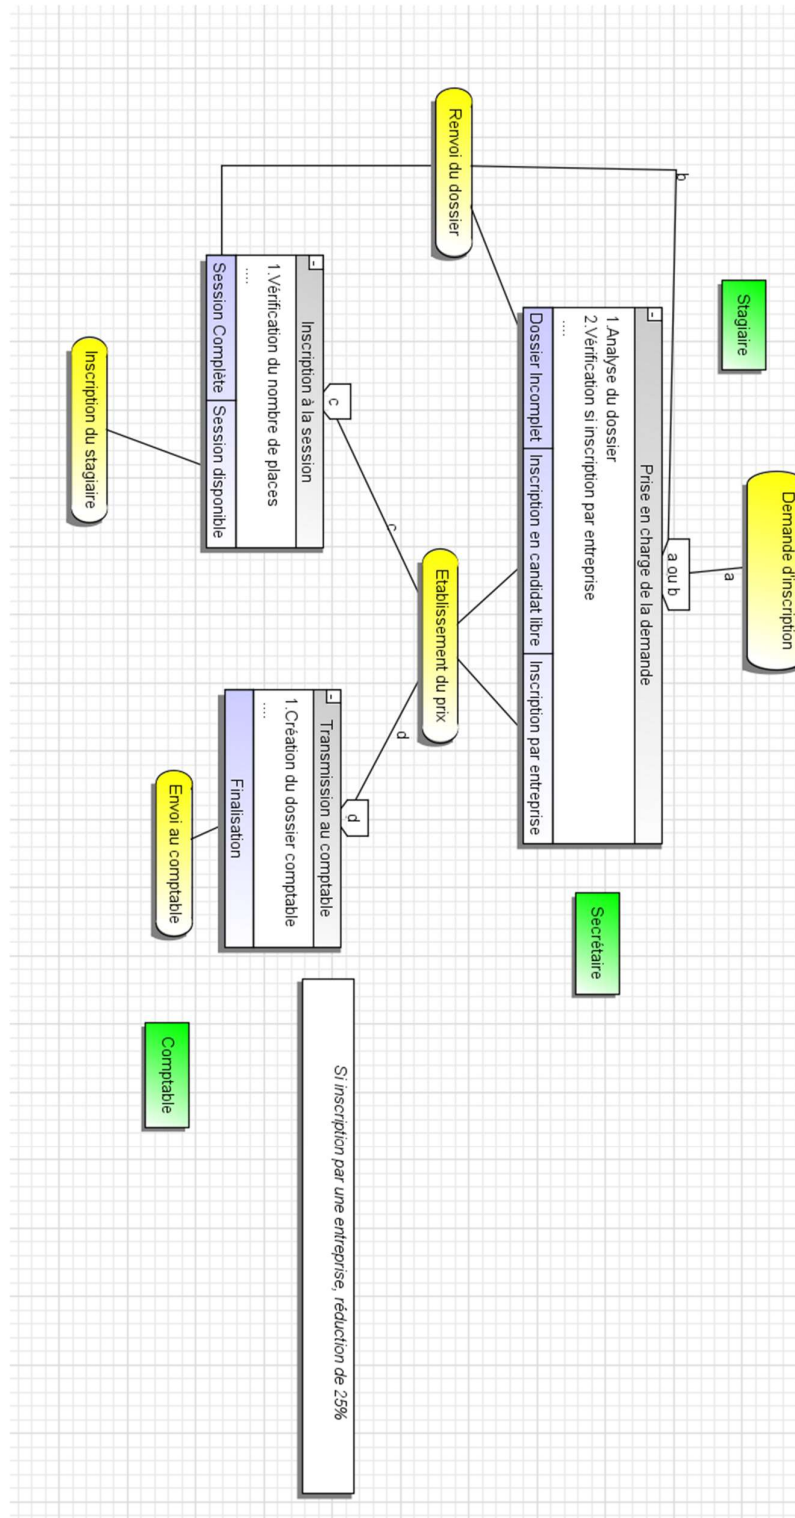 Demande d'inscription
a
Stagiaire
a ou b
b
Prise en charge de la demande
1.Analyse du dossier
2.Vérification si inscription par entreprise
....
Dossier Incomplet
Inscription en candidat libre
Inscription par entreprise
Secrétaire
Renvoi du dossier
Etablissement du prix
c
d
c
Inscription à la session
1.Vérification du nombre de places
....
Session Complète
Session disponible
d
Transmission au comptable
1.Création du dossier comptable
....
Finalisation
Si inscription par une entreprise, réduction de 25%
Inscription du stagiaire
Envoi au comptable
Comptable